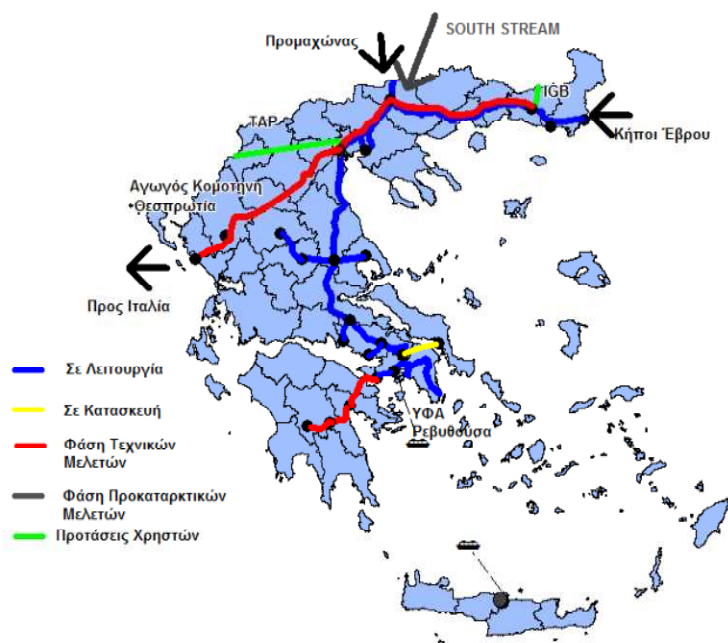 Προμαχώνας
SOUTH STREAM
IGB
Κήποι Έβρου
TAP
Αγωγός Κομοτηνή
Θεσπρωτία
Προς Ιταλία
Σε Λειτουργία
Σε Κατασκευή
Φάση Τεχνικών
Μελετών
Φάση Προκαταρκτικών
Μελετών
Προτάσεις Χρηστών
ΥΦΑ
Ρεβυθούσα